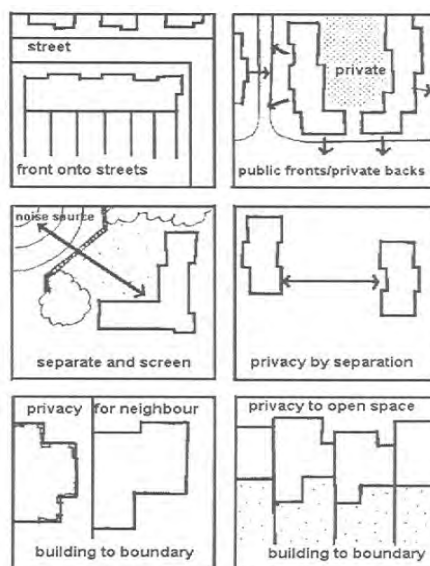 street
front onto streets
private
public fronts/private backs
noise source
separate and screen
privacy by separation
privacy for neighbour
building to boundary
privacy to open space
building to boundary